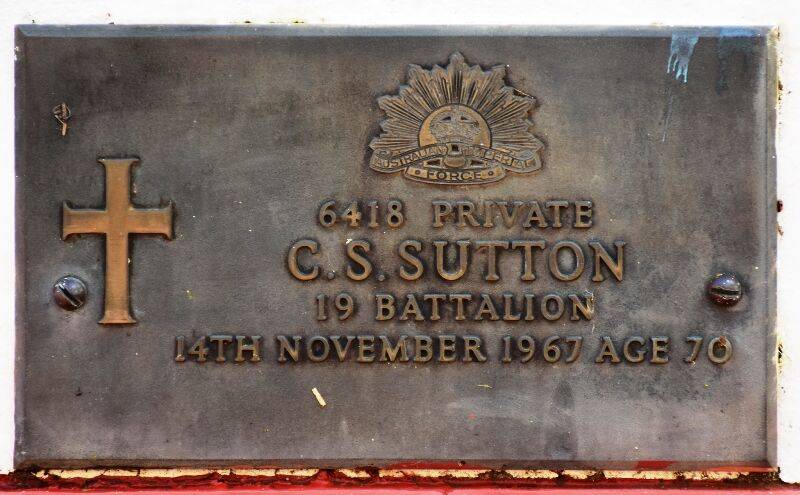 AUSTRALIAN IMPERIAL
FORCE
6418 PRIVATE
C.S. SUTTON
19 BATTALION
14TH NOVEMBER 1967 AGE 70